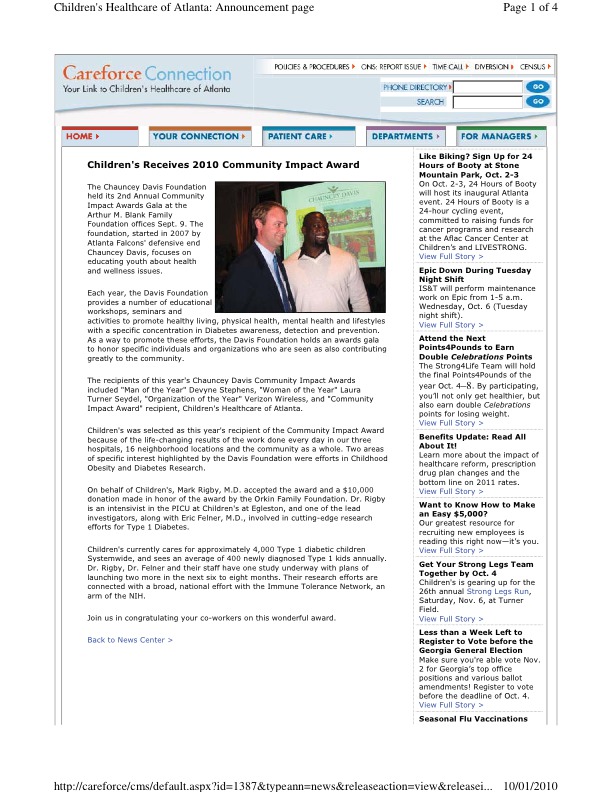 Children's Healthcare of Atlanta: Announcement page
Page 1 of 4
Careforce Connection
Your Link to Children's Healthcare of Atlanta
POLICIES & PROCEDURES
ONS: REPORT ISSUE
TIME CALL
DIVERSION
CENSUS
PHONE DIRECTORY
GO
SEARCH
GO
HOME
YOUR CONNECTION
PATIENT CARE
DEPARTMENTS
FOR MANAGERS
Children's Receives 2010 Community Impact Award
The Chauncey Davis Foundation
held its 2nd Annual Community
Impact Awards Gala at the
Arthur M. Blank Family
Foundation offices Sept. 9. The
foundation, started in 2007 by
Atlanta Falcons' defensive end
Chauncey Davis, focuses on
educating youth about health
and wellness issues.
Each year, the Davis Foundation
provides a number of educational
workshops, seminars and
activities to promote healthy living, physical health, mental health and lifestyles
with a specific concentration in Diabetes awareness, detection and prevention.
As a way to promote these efforts, the Davis Foundation holds an awards gala
to honor specific individuals and organizations who are seen as also contributing
greatly to the community.
The recipients of this year's Chauncey Davis Community Impact Awards
included "Man of the Year" Devyne Stephens, "Woman of the Year" Laura
Turner Seydel, "Organization of the Year" Verizon Wireless, and "Community
Impact Award" recipient, Children's Healthcare of Atlanta.
Children's was selected as this year's recipient of the Community Impact Award
because of the life-changing results of the work done every day in our three
hospitals, 16 neighborhood locations and the community as a whole. Two areas
of specific interest highlighted by the Davis Foundation were efforts in Childhood
Obesity and Diabetes Research.
On behalf of Children's, Mark Rigby, M.D. accepted the award and a $10,000
donation made in honor of the award by the Orkin Family Foundation. Dr. Rigby
is an intensivist in the PICU at Children's at Egleston, and one of the lead
investigators, along with Eric Felner, M.D., involved in cutting-edge research
efforts for Type 1 Diabetes.
Children's currently cares for approximately 4,000 Type 1 diabetic children
Systemwide, and sees an average of 400 newly diagnosed Type 1 kids annually.
Dr. Rigby, Dr. Felner and their staff have one study underway with plans of
launching two more in the next six to eight months. Their research efforts are
connected with a broad, national effort with the Immune Tolerance Network, an
arm of the NIH.
Join us in congratulating your co-workers on this wonderful award.
Back to News Center >
Like Biking? Sign Up for 24
Hours of Booty at Stone
Mountain Park, Oct. 2-3
On Oct. 2-3, 24 Hours of Booty
will host its inaugural Atlanta
event. 24 Hours of Booty is a
24-hour cycling event,
committed to raising funds for
cancer programs and research
at the Aflac Cancer Center at
Children's and LIVESTRONG.
View Full Story >
Epic Down During Tuesday
Night Shift
IS&T will perform maintenance
work on Epic from 1-5 a.m.
Wednesday, Oct. 6 (Tuesday
night shift).
View Full Story >
Attend the Next
Points4Pounds to Earn
Double Celebrations Points
The Strong4Life Team will hold
the final Points4Pounds of the
year Oct. 4–8. By participating,
you'll not only get healthier, but
also earn double Celebrations
points for losing weight.
View Full Story >
Benefits Update: Read All
About It!
Learn more about the impact of
healthcare reform, prescription
drug plan changes and the
bottom line on 2011 rates.
View Full Story >
Want to Know How to Make
an Easy $5,000?
Our greatest resource for
recruiting new employees is
reading this right now—it's you.
View Full Story >
Get Your Strong Legs Team
Together by Oct. 4
Children's is gearing up for the
26th annual Strong Legs Run,
Saturday, Nov. 6, at Turner
Field.
View Full Story >
Less than a Week Left to
Register to Vote before the
Georgia General Election
Make sure you're able vote Nov.
2 for Georgia's top office
positions and various ballot
amendments! Register to vote
before the deadline of Oct. 4.
View Full Story >
Seasonal Flu Vaccinations
http://careforce/cms/default.aspx?id=1387&typeann=news&releaseaction=view&releasei...
10/01/2010